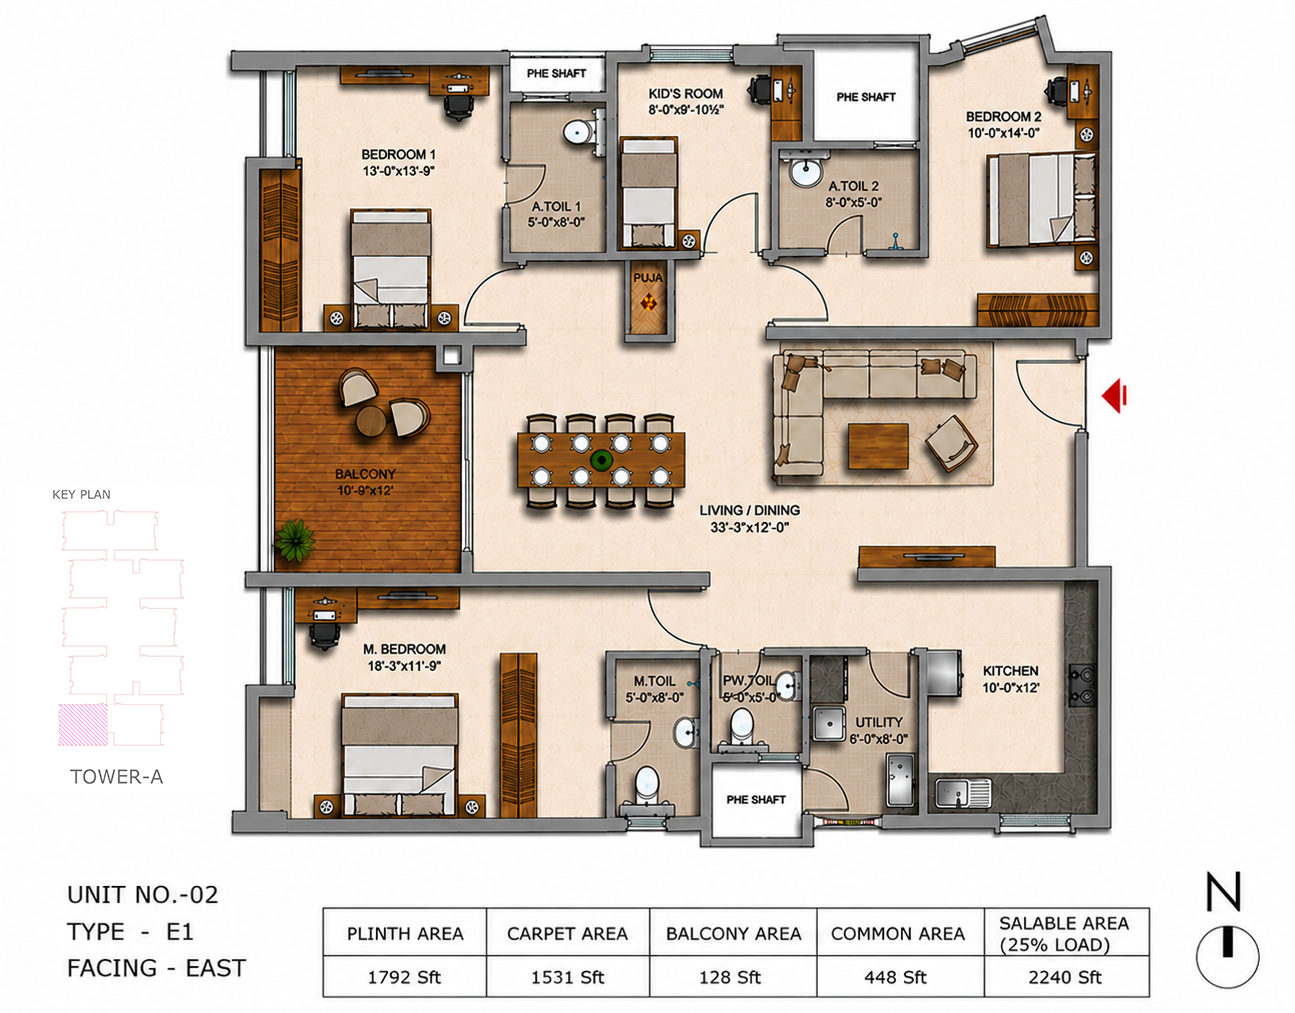 PHE SHAFT
KID'S ROOM
8'-0"x9'-10½"
PHE SHAFT
BEDROOM 2
10'-0"x14'-0"
BEDROOM 1
13'-0"x13'-9"
A.TOIL 1
5'-0"x8'-0"
A.TOIL 2
8'-0"x5'-0"
PUJA
BALCONY
10'-9"x12'
LIVING / DINING
33'-3"x12'-0"
KEY PLAN
TOWER-A
M. BEDROOM
18'-3"x11'-9"
M.TOIL
5'-0"x8'-0"
PW.TOIL
5'-0"x5'-0"
UTILITY
6'-0"x8'-0"
KITCHEN
10'-0"x12'
PHE SHAFT
UNIT NO.-02
TYPE - E1
FACING - EAST
PLINTH AREA CARPET AREA BALCONY AREA COMMON AREA SALABLE AREA
(25% LOAD)
1792 Sft 1531 Sft 128 Sft 448 Sft 2240 Sft
N